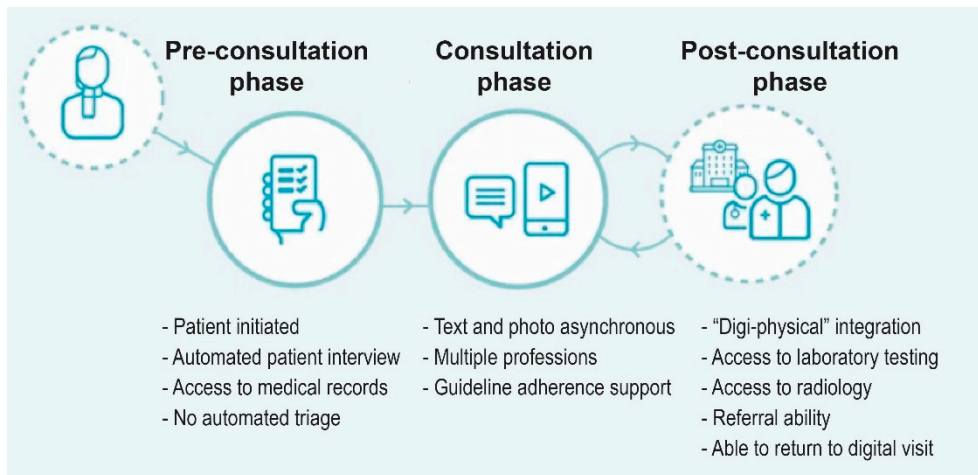 Pre-consultation
phase
- Patient initiated
- Automated patient interview
- Access to medical records
- No automated triage
Consultation
phase
- Text and photo asynchronous
- Multiple professions
- Guideline adherence support
Post-consultation
phase
- “Digi-physical” integration
- Access to laboratory testing
- Access to radiology
- Referral ability
- Able to return to digital visit